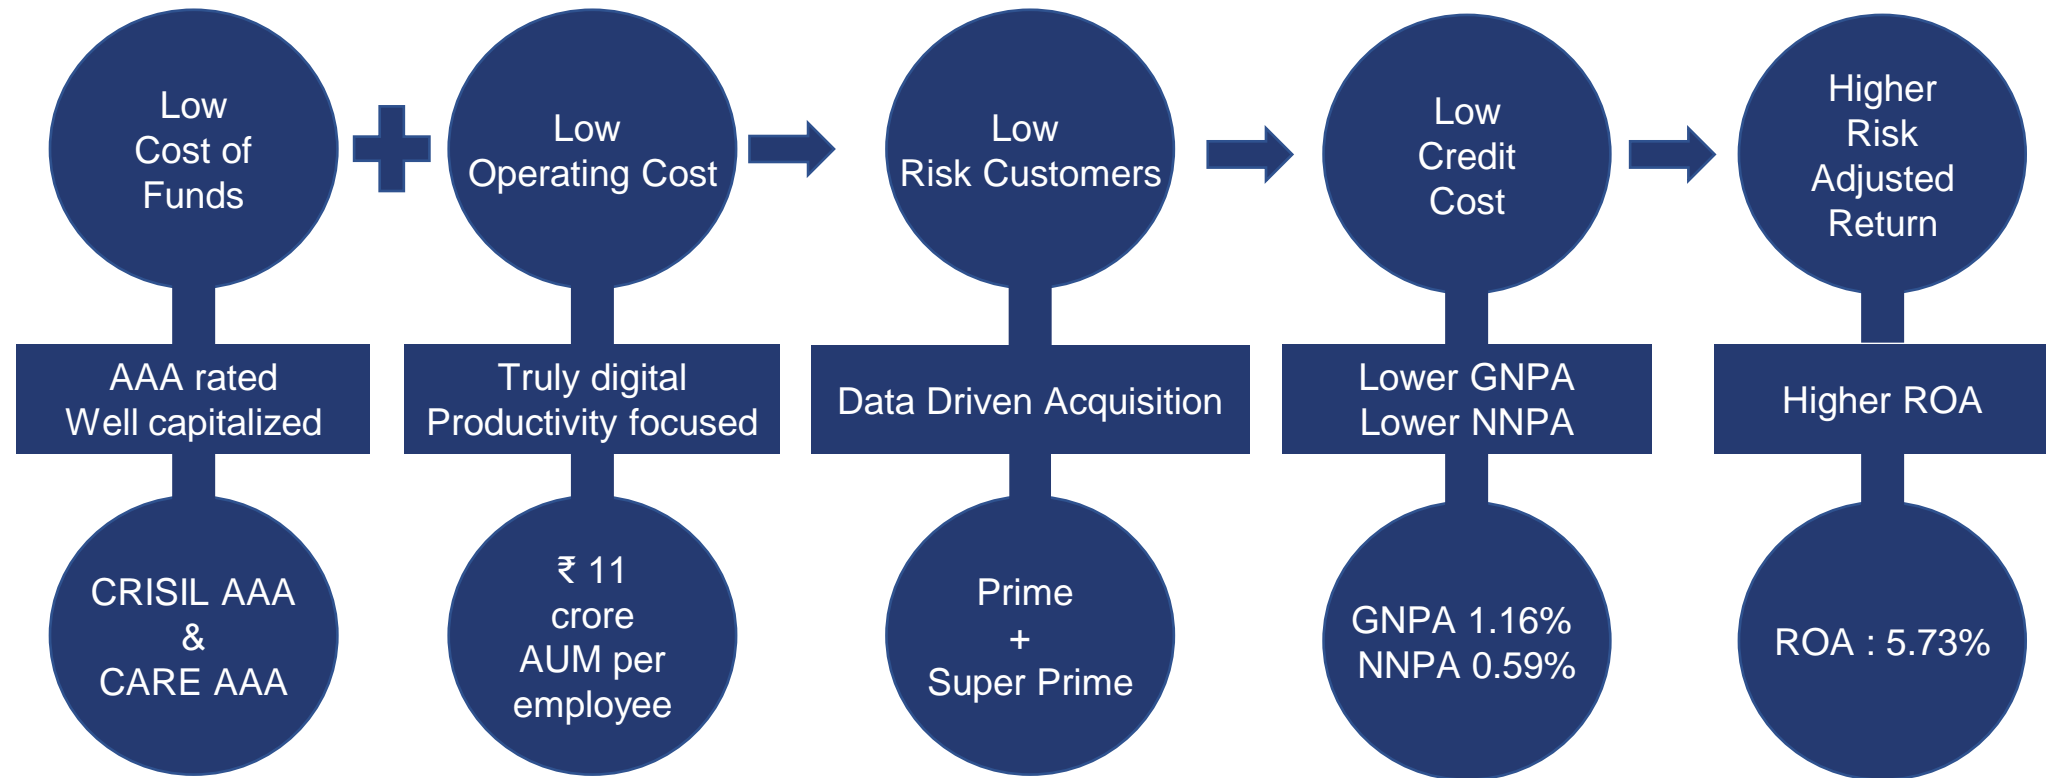 Low
Cost of
Funds
Low
Operating Cost
Low
Risk Customers
Low
Credit
Cost
Higher
Risk
Adjusted
Return
AAA rated
Well capitalized
Truly digital
Productivity focused
Data Driven Acquisition
Lower GNPA
Lower NNPA
Higher ROA
CRISIL AAA
&
CARE AAA
₹ 11
crore
AUM per
employee
Prime
+
Super Prime
GNPA 1.16%
NNPA 0.59%
ROA : 5.73%